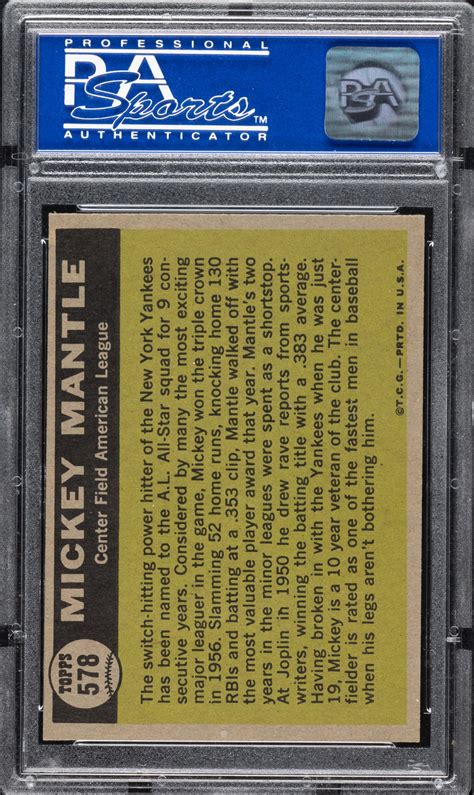 PROFESSIONAL
PSA
Sports
TM
AUTHENTICATOR
PSA
TOPPS
578
MICKEY MANTLE
Center Field American League
The switch-hitting power hitter of the New York Yankees
has been named to the A.L. All-Star squad for 9 con-
secutive years. Considered by many the most exciting
major leaguer in the game, Mickey won the triple crown
in 1956. Slamming 52 home runs, knocking home 130
RBIs and batting at a .353 clip, Mantle walked off with
the most valuable player award that year. Mantle's two
years in the minor leagues were spent as a shortstop.
At Joplin in 1950 he drew rave reports from sports-
writers, winning the batting title with a .383 average.
Having broken in with the Yankees when he was just
19, Mickey is a 10 year veteran of the club. The center-
fielder is rated as one of the fastest men in baseball
when his legs aren't bothering him.
©T.C.G.—PRTD. IN U.S.A.